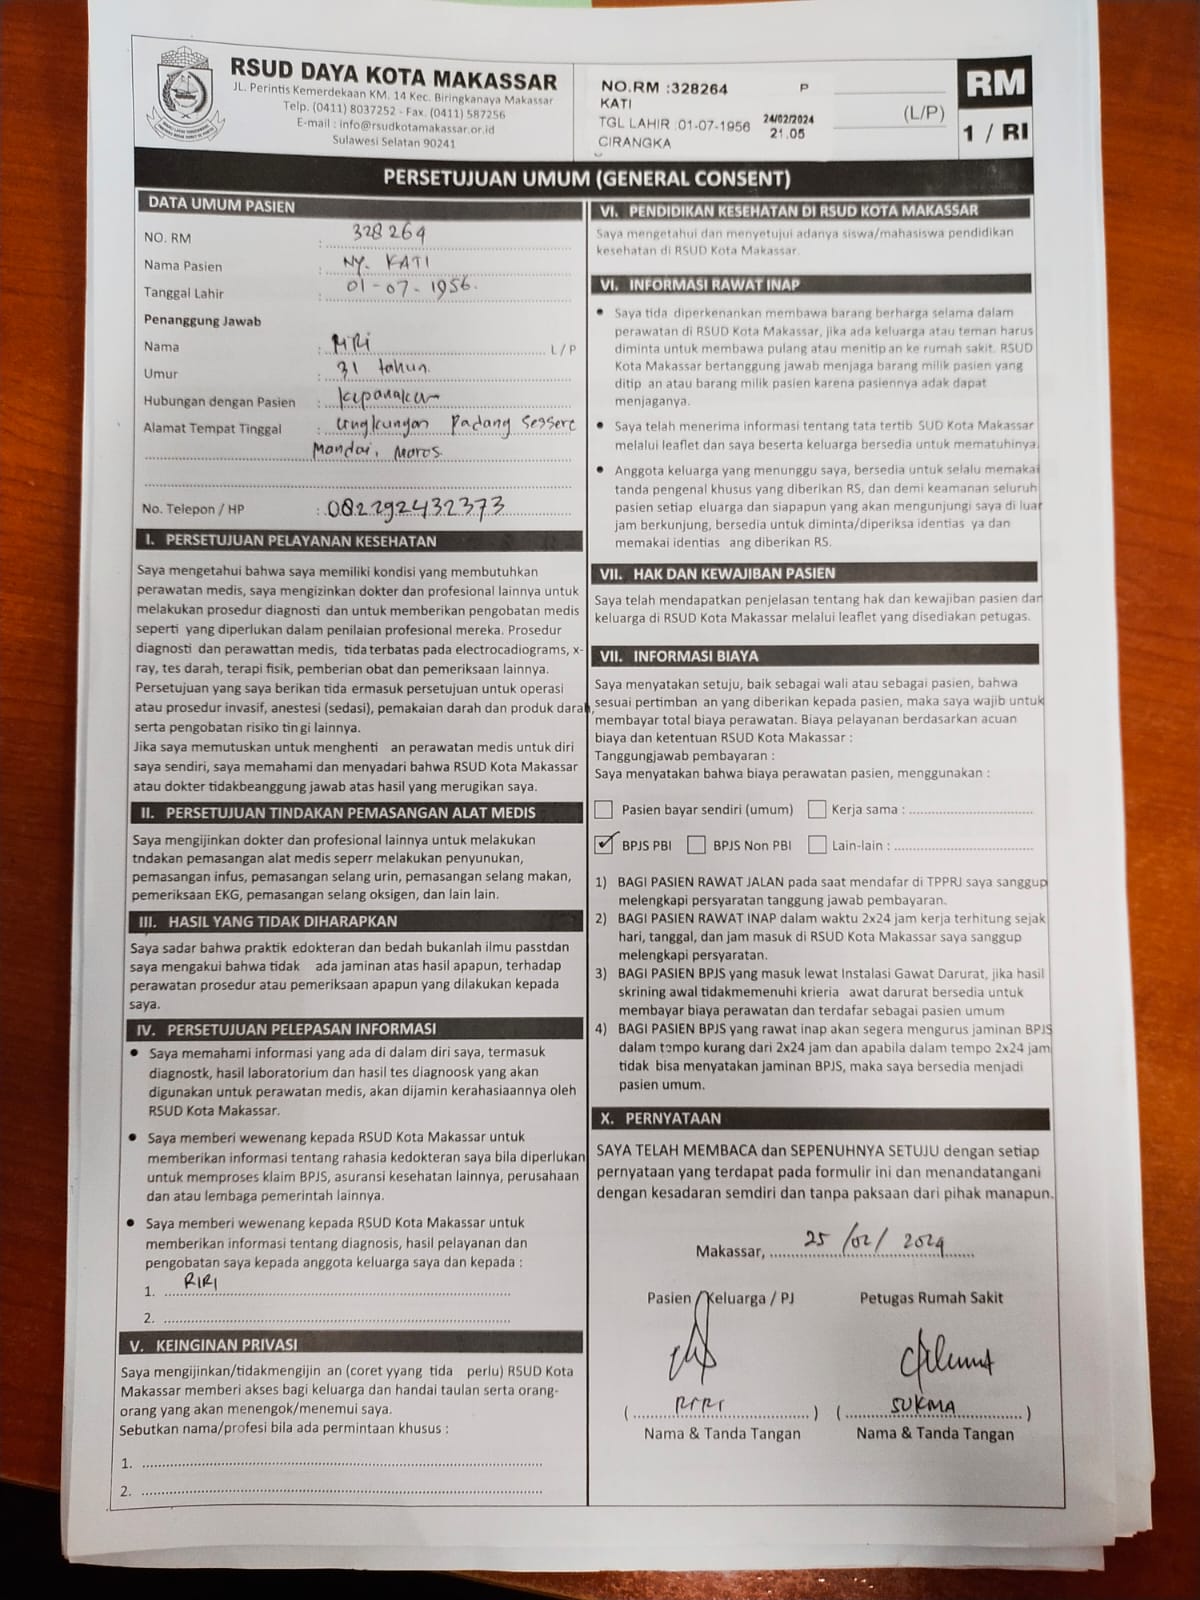 RSUD DAYA KOTA MAKASSAR
JL. Perintis Kemerdekaan KM. 14 Kec. Biringkanaya Makassar
Telp. (0411) 8037252 - Fax. (0411) 587256
E-mail : info@rsudkotamakassar.or.id
Sulawesi Selatan 90241
NO.RM :328264 P
KATI
TGL LAHIR :01-07-1956 24/02/2024
21.05
CIRANGKA
(L/P)
RM
1 / RI
PERSETUJUAN UMUM (GENERAL CONSENT)
DATA UMUM PASIEN
NO. RM : 328264
Nama Pasien : NY. KATI
Tanggal Lahir : 01-07-1956.
Penanggung Jawab
Nama : L/P
Umur : 31 tahun.
Hubungan dengan Pasien : kepanakan
Alamat Tempat Tinggal : Lingkungan Padang Sessere
Mandai, Maros.
No. Telepon / HP : 082292432373
I. PERSETUJUAN PELAYANAN KESEHATAN
Saya mengetahui bahwa saya memiliki kondisi yang membutuhkan
perawatan medis, saya mengizinkan dokter dan profesional lainnya untuk
melakukan prosedur diagnosti dan untuk memberikan pengobatan medis
seperti yang diperlukan dalam penilaian profesional mereka. Prosedur
diagnosti dan perawattan medis, tida terbatas pada electrocadiograms, x-
ray, tes darah, terapi fisik, pemberian obat dan pemeriksaan lainnya.
Persetujuan yang saya berikan tida ermasuk persetujuan untuk operasi
atau prosedur invasif, anestesi (sedasi), pemakaian darah dan produk darah,
serta pengobatan risiko tin gi lainnya.
Jika saya memutuskan untuk menghenti an perawatan medis untuk diri
saya sendiri, saya memahami dan menyadari bahwa RSUD Kota Makassar
atau dokter tidakbeanggung jawab atas hasil yang merugikan saya.
II. PERSETUJUAN TINDAKAN PEMASANGAN ALAT MEDIS
Saya mengijinkan dokter dan profesional lainnya untuk melakukan
tndakan pemasangan alat medis seperr melakukan penyunukan,
pemasangan infus, pemasangan selang urin, pemasangan selang makan,
pemeriksaan EKG, pemasangan selang oksigen, dan lain lain.
III. HASIL YANG TIDAK DIHARAPKAN
Saya sadar bahwa praktik edokteran dan bedah bukanlah ilmu passtdan
saya mengakui bahwa tidak ada jaminan atas hasil apapun, terhadap
perawatan prosedur atau pemeriksaan apapun yang dilakukan kepada
saya.
IV. PERSETUJUAN PELEPASAN INFORMASI
• Saya memahami informasi yang ada di dalam diri saya, termasuk
diagnostk, hasil laboratorium dan hasil tes diagnoosk yang akan
digunakan untuk perawatan medis, akan dijamin kerahasiaannya oleh
RSUD Kota Makassar.
• Saya memberi wewenang kepada RSUD Kota Makassar untuk
memberikan informasi tentang rahasia kedokteran saya bila diperlukan
untuk memproses klaim BPJS, asuransi kesehatan lainnya, perusahaan
dan atau lembaga pemerintah lainnya.
• Saya memberi wewenang kepada RSUD Kota Makassar untuk
memberikan informasi tentang diagnosis, hasil pelayanan dan
pengobatan saya kepada anggota keluarga saya dan kepada :
1. RIRI
2.
V. KEINGINAN PRIVASI
Saya mengijinkan/tidakmengijin an (coret yyang tida perlu) RSUD Kota
Makassar memberi akses bagi keluarga dan handai taulan serta orang-
orang yang akan menengok/menemui saya.
Sebutkan nama/profesi bila ada permintaan khusus :
1.
2.
VI. PENDIDIKAN KESEHATAN DI RSUD KOTA MAKASSAR
Saya mengetahui dan menyetujui adanya siswa/mahasiswa pendidikan
kesehatan di RSUD Kota Makassar.
VI. INFORMASI RAWAT INAP
• Saya tida diperkenankan membawa barang berharga selama dalam
perawatan di RSUD Kota Makassar, jika ada keluarga atau teman harus
diminta untuk membawa pulang atau menitip an ke rumah sakit. RSUD
Kota Makassar bertanggung jawab menjaga barang milik pasien yang
ditip an atau barang milik pasien karena pasiennya adak dapat
menjaganya.
• Saya telah menerima informasi tentang tata tertib SUD Kota Makassar
melalui leaflet dan saya beserta keluarga bersedia untuk mematuhinya.
• Anggota keluarga yang menunggu saya, bersedia untuk selalu memakai
tanda pengenal khusus yang diberikan RS, dan demi keamanan seluruh
pasien setiap eluarga dan siapapun yang akan mengunjungi saya di luar
jam berkunjung, bersedia untuk diminta/diperiksa identias ya dan
memakai identias ang diberikan RS.
VII. HAK DAN KEWAJIBAN PASIEN
Saya telah mendapatkan penjelasan tentang hak dan kewajiban pasien dan
keluarga di RSUD Kota Makassar melalui leaflet yang disediakan petugas.
VII. INFORMASI BIAYA
Saya menyatakan setuju, baik sebagai wali atau sebagai pasien, bahwa
sesuai pertimban an yang diberikan kepada pasien, maka saya wajib untuk
membayar total biaya perawatan. Biaya pelayanan berdasarkan acuan
biaya dan ketentuan RSUD Kota Makassar :
Tanggungjawab pembayaran :
Saya menyatakan bahwa biaya perawatan pasien, menggunakan :
☐ Pasien bayar sendiri (umum) ☐ Kerja sama :
☑ BPJS PBI ☐ BPJS Non PBI ☐ Lain-lain :
1) BAGI PASIEN RAWAT JALAN pada saat mendafar di TPPRJ saya sanggup
melengkapi persyaratan tanggung jawab pembayaran.
2) BAGI PASIEN RAWAT INAP dalam waktu 2x24 jam kerja terhitung sejak
hari, tanggal, dan jam masuk di RSUD Kota Makassar saya sanggup
melengkapi persyaratan.
3) BAGI PASIEN BPJS yang masuk lewat Instalasi Gawat Darurat, jika hasil
skrining awal tidakmemenuhi krieria awat darurat bersedia untuk
membayar biaya perawatan dan terdafar sebagai pasien umum
4) BAGI PASIEN BPJS yang rawat inap akan segera mengurus jaminan BPJS
dalam tempo kurang dari 2x24 jam dan apabila dalam tempo 2x24 jam
tidak bisa menyatakan jaminan BPJS, maka saya bersedia menjadi
pasien umum.
X. PERNYATAAN
SAYA TELAH MEMBACA dan SEPENUHNYA SETUJU dengan setiap
pernyataan yang terdapat pada formulir ini dan menandatangani
dengan kesadaran semdiri dan tanpa paksaan dari pihak manapun.
Makassar, 25/02/2024
Pasien / Keluarga / PJ Petugas Rumah Sakit
( RIRI ) ( SUKMA )
Nama & Tanda Tangan Nama & Tanda Tangan